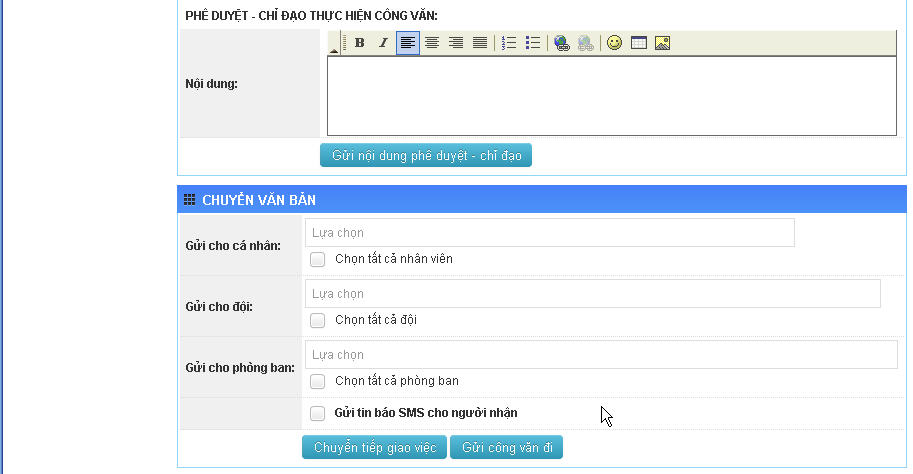 PHÊ DUYỆT - CHỈ ĐẠO THỰC HIỆN CÔNG VĂN:
B I
Nội dung:
Gửi nội dung phê duyệt - chỉ đạo
CHUYỂN VĂN BẢN
Gửi cho cá nhân:
Lựa chọn
Chọn tất cả nhân viên
Gửi cho đội:
Lựa chọn
Chọn tất cả đội
Gửi cho phòng ban:
Lựa chọn
Chọn tất cả phòng ban
Gửi tin báo SMS cho người nhận
Chuyển tiếp giao việc
Gửi công văn đi